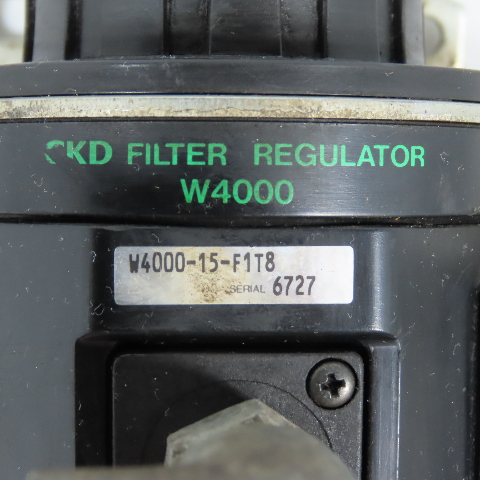 CKD FILTER REGULATOR
W4000
W4000-15-F1T8
SERIAL 6727